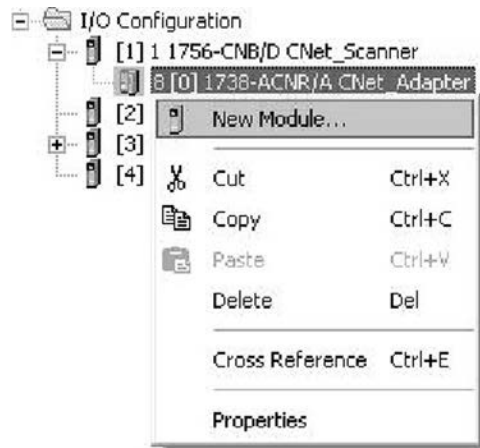 I/O Configuration
[1] 1 1756-CNB/D CNet_Scanner
8 [0] 1738-ACNR/A CNet_Adapter
[2]
New Module...
[3]
[4]
Cut Ctrl+X
Copy Ctrl+C
Paste Ctrl+V
Delete Del
Cross Reference Ctrl+E
Properties